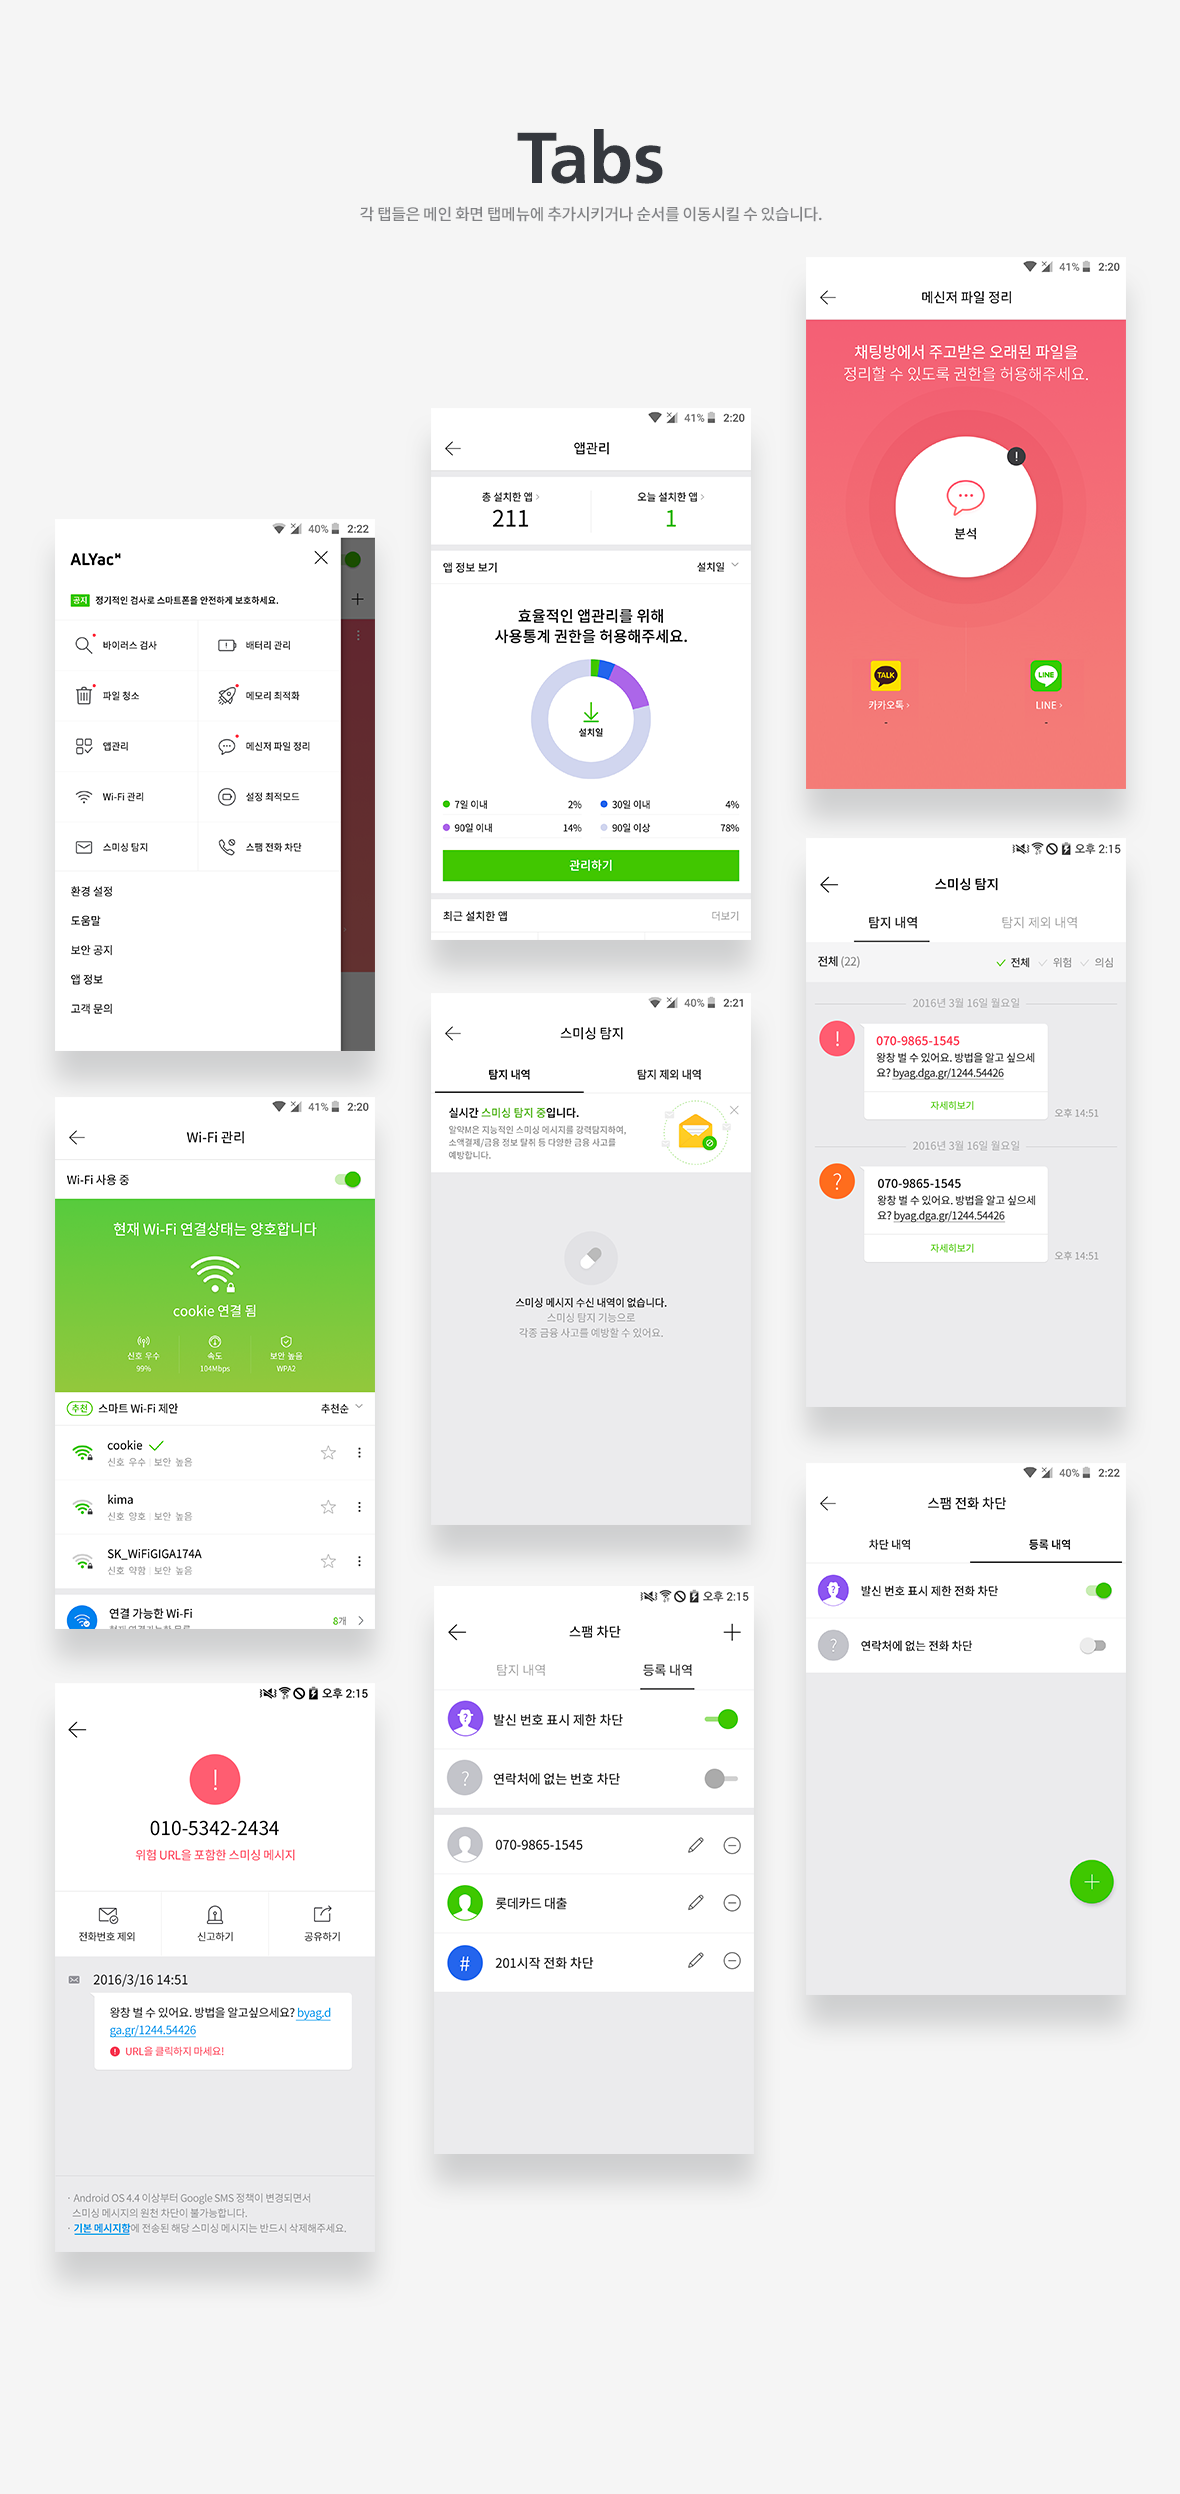 Tabs
각 탭들은 메인 화면 탭메뉴에 추가시키거나 순서를 이동시킬 수 있습니다.
40% 2:22
ALYac M
공지 정기적인 검사로 스마트폰을 안전하게 보호하세요.
바이러스 검사
배터리 관리
파일 청소
메모리 최적화
앱관리
메신저 파일 정리
Wi-Fi 관리
설정 최적모드
스미싱 탐지
스팸 전화 차단
환경 설정
도움말
보안 공지
앱 정보
고객 문의
41% 2:20
Wi-Fi 관리
Wi-Fi 사용 중
현재 Wi-Fi 연결상태는 양호합니다
cookie 연결 됨
신호 우수 속도 보안 높음
99% 104Mbps WPA2
추천 스마트 Wi-Fi 제안 추천순
cookie
신호 우수 | 보안 높음
kima
신호 양호 | 보안 높음
SK_WiFiGIGA174A
신호 약함 | 보안 높음
연결 가능한 Wi-Fi 8개
오후 2:15
!
010-5342-2434
위험 URL을 포함한 스미싱 메시지
전화번호 제외 신고하기 공유하기
2016/3/16 14:51
왕창 벌 수 있어요. 방법을 알고싶으세요? byag.d
ga.gr/1244.54426
! URL을 클릭하지 마세요!
· Android OS 4.4 이상부터 Google SMS 정책이 변경되면서
스미싱 메시지의 원천 차단이 불가능합니다.
· 기본 메시지함에 전송된 해당 스미싱 메시지는 반드시 삭제해주세요.
41% 2:20
앱관리
총 설치한 앱 > 오늘 설치한 앱 >
211 1
앱 정보 보기 설치일
효율적인 앱관리를 위해
사용통계 권한을 허용해주세요.
설치일
7일 이내 2% 30일 이내 4%
90일 이내 14% 90일 이상 78%
관리하기
최근 설치한 앱 더보기
40% 2:21
스미싱 탐지
탐지 내역 탐지 제외 내역
실시간 스미싱 탐지 중입니다.
알약M은 지능적인 스미싱 메시지를 강력탐지하여,
소액결제/금융 정보 탈취 등 다양한 금융 사고를
예방합니다.
스미싱 메시지 수신 내역이 없습니다.
스미싱 탐지 기능으로
각종 금융 사고를 예방할 수 있어요.
오후 2:15
스팸 차단
탐지 내역 등록 내역
? 발신 번호 표시 제한 차단
? 연락처에 없는 번호 차단
070-9865-1545
롯데카드 대출
# 201시작 전화 차단
41% 2:20
메신저 파일 정리
채팅방에서 주고받은 오래된 파일을
정리할 수 있도록 권한을 허용해주세요.
!
분석
TALK LINE
카카오톡 > LINE >
- -
오후 2:15
스미싱 탐지
탐지 내역 탐지 제외 내역
전체 (22) 전체 위험 의심
2016년 3월 16일 월요일
! 070-9865-1545
왕창 벌 수 있어요. 방법을 알고 싶으세
요? byag.dga.gr/1244.54426
자세히보기
오후 14:51
2016년 3월 16일 월요일
? 070-9865-1545
왕창 벌 수 있어요. 방법을 알고 싶으세
요? byag.dga.gr/1244.54426
자세히보기
오후 14:51
40% 2:22
스팸 전화 차단
차단 내역 등록 내역
? 발신 번호 표시 제한 전화 차단
? 연락처에 없는 전화 차단